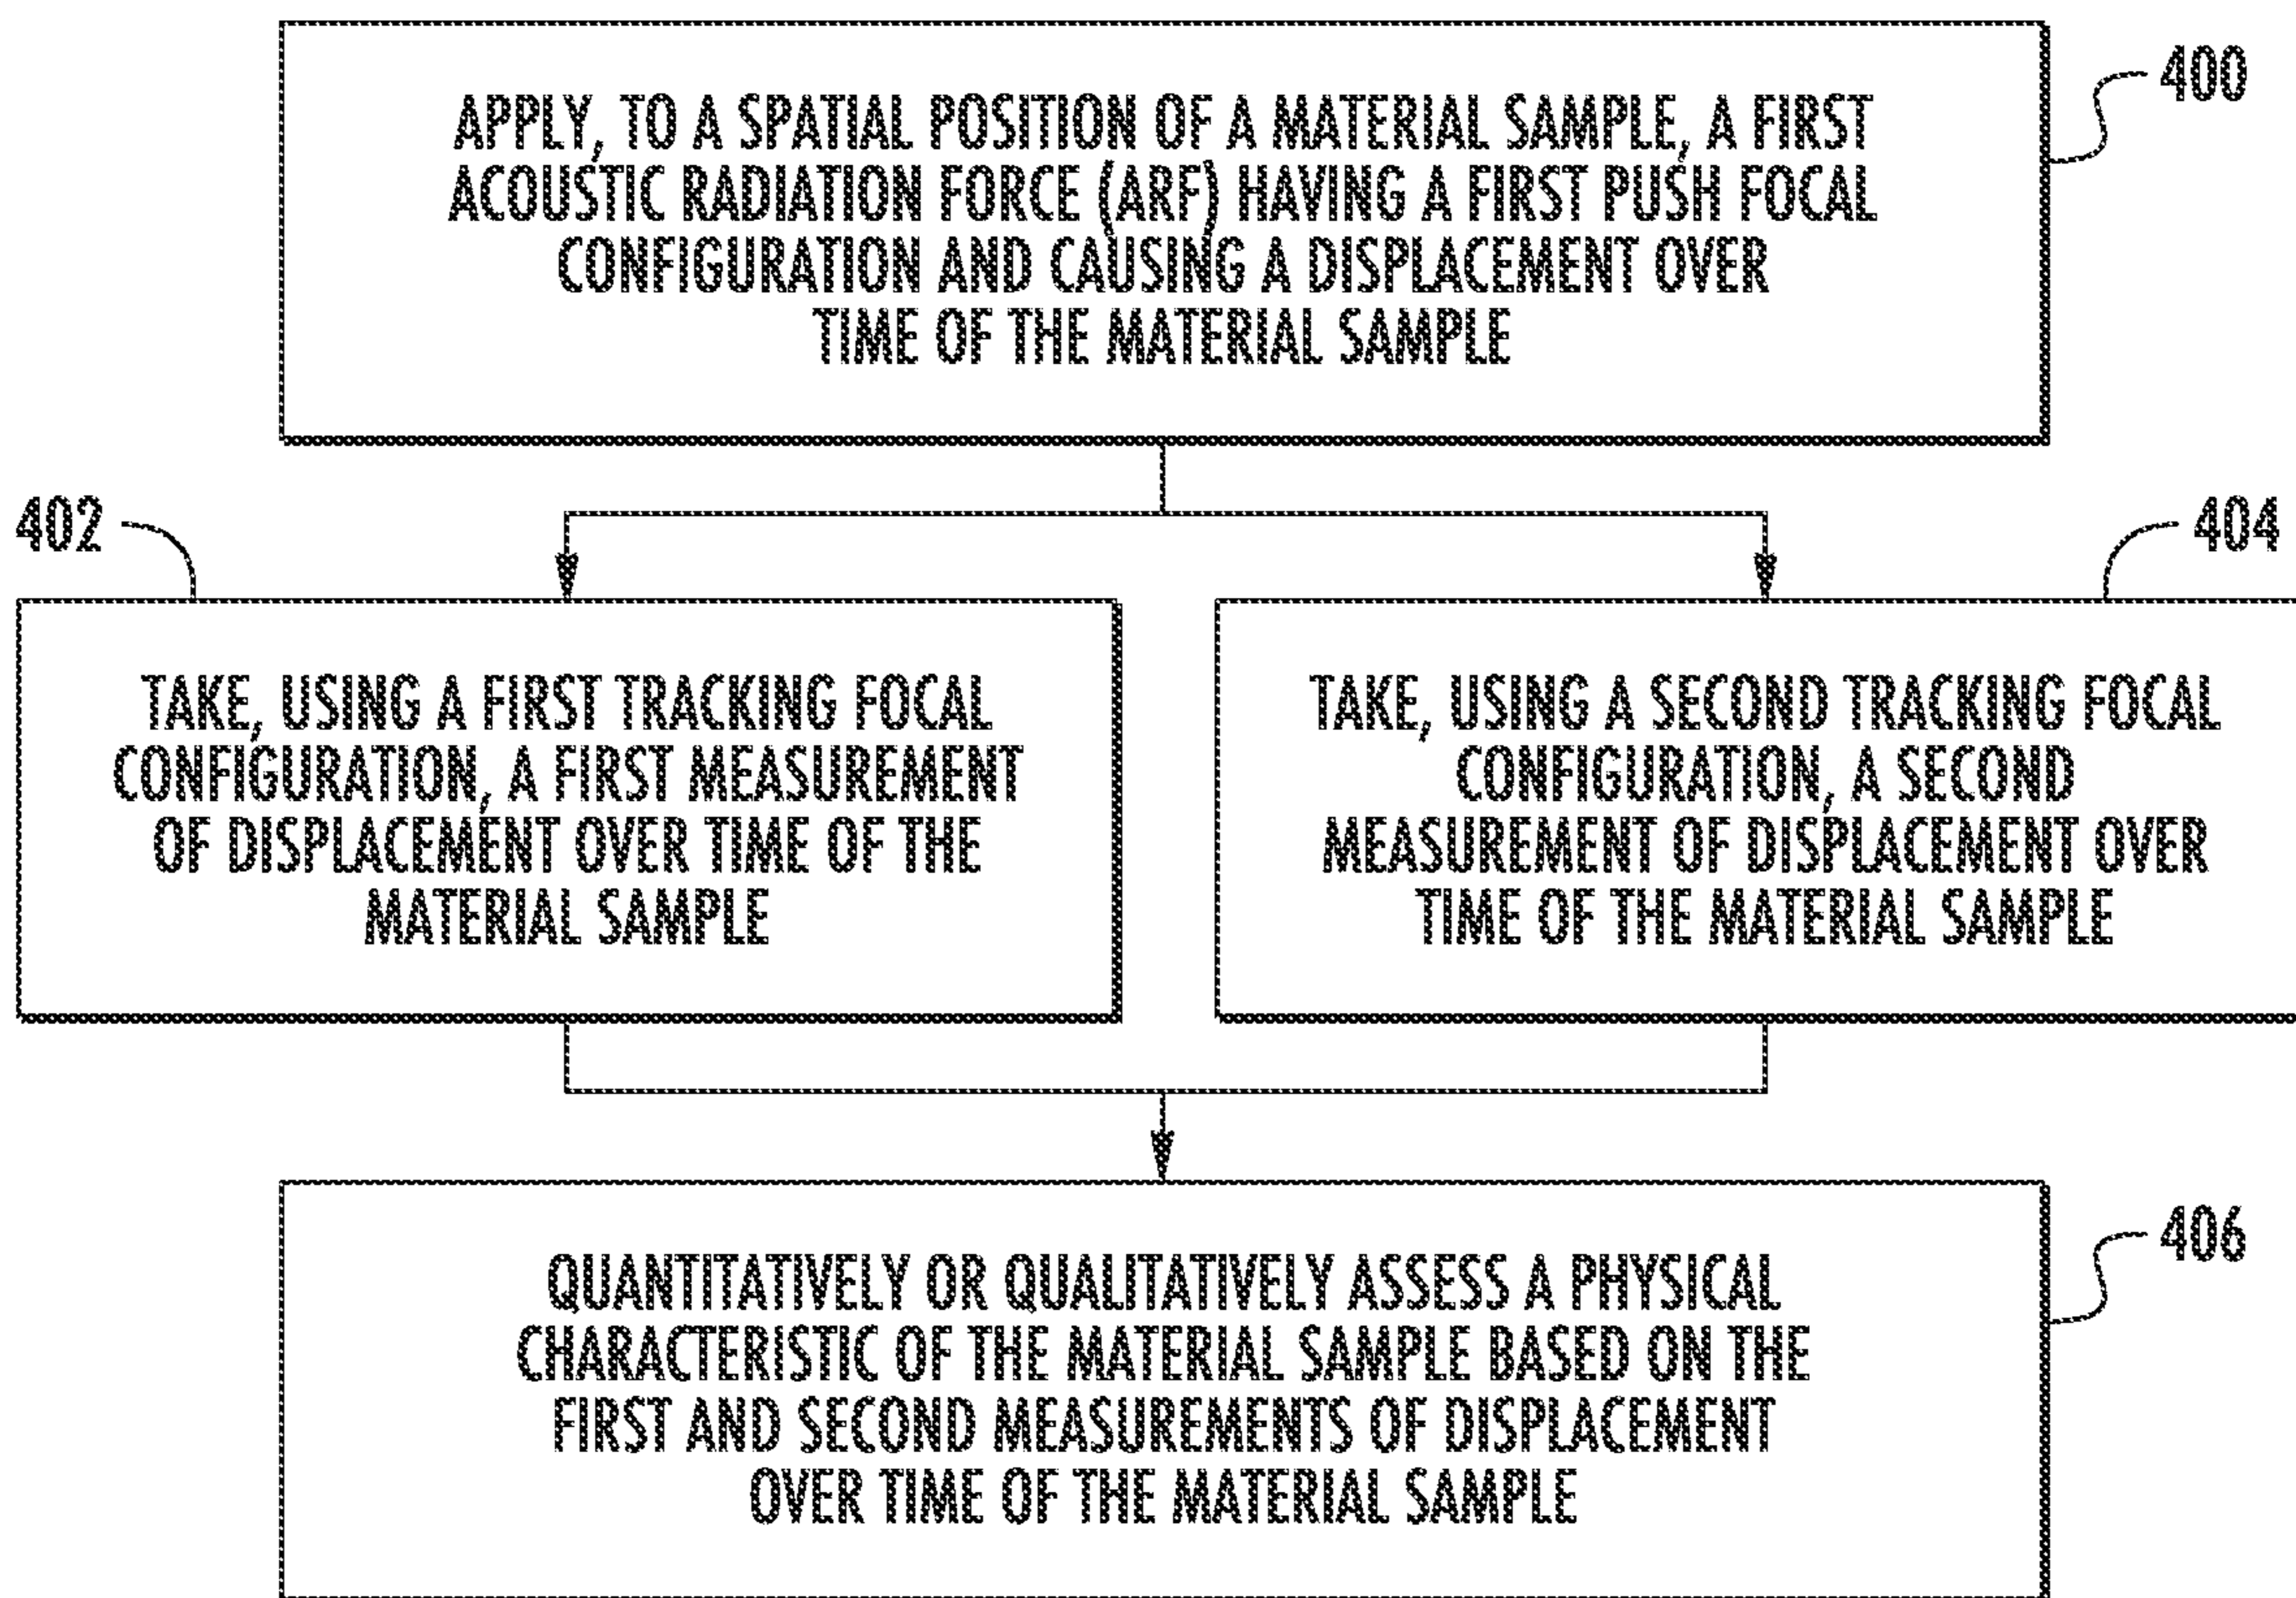 APPLY, TO A SPATIAL POSITION OF A MATERIAL SAMPLE, A FIRST
ACOUSTIC RADIATION FORCE (ARF) HAVING A FIRST PUSH FOCAL
CONFIGURATION AND CAUSING A DISPLACEMENT OVER
TIME OF THE MATERIAL SAMPLE
400
402
TAKE, USING A FIRST TRACKING FOCAL
CONFIGURATION, A FIRST MEASUREMENT
OF DISPLACEMENT OVER TIME OF THE
MATERIAL SAMPLE
404
TAKE, USING A SECOND TRACKING FOCAL
CONFIGURATION, A SECOND
MEASUREMENT OF DISPLACEMENT OVER
TIME OF THE MATERIAL SAMPLE
QUANTITATIVELY OR QUALITATIVELY ASSESS A PHYSICAL
CHARACTERISTIC OF THE MATERIAL SAMPLE BASED ON THE
FIRST AND SECOND MEASUREMENTS OF DISPLACEMENT
OVER TIME OF THE MATERIAL SAMPLE
406